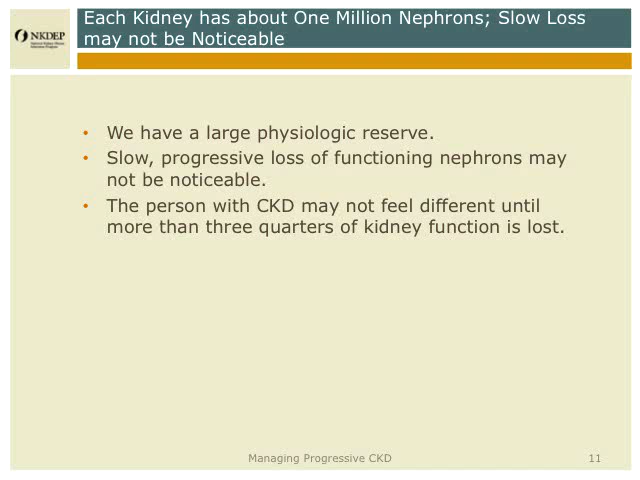 Each Kidney has about One Million Nephrons; Slow Loss
may not be Noticeable
NKDEP
• We have a large physiologic reserve.
• Slow, progressive loss of functioning nephrons may
not be noticeable.
• The person with CKD may not feel different until
more than three quarters of kidney function is lost.
Managing Progressive CKD
11